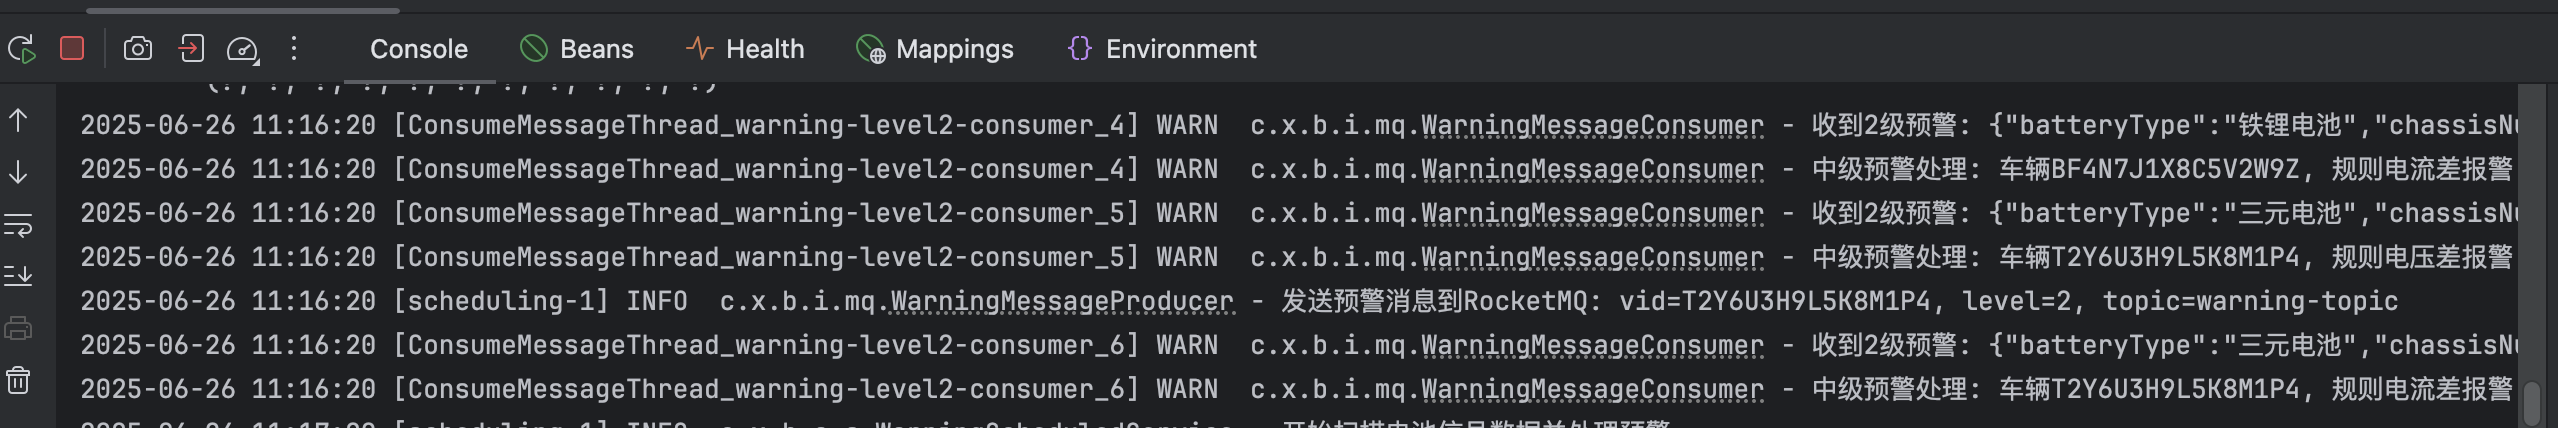 Console Beans Health Mappings Environment
2025-06-26 11:16:20 [ConsumeMessageThread_warning-level2-consumer_4] WARN  c.x.b.i.mq.WarningMessageConsumer - 收到2级预警: {"batteryType":"铁锂电池","chassisNu
2025-06-26 11:16:20 [ConsumeMessageThread_warning-level2-consumer_4] WARN  c.x.b.i.mq.WarningMessageConsumer - 中级预警处理: 车辆BF4N7J1X8C5V2W9Z, 规则电流差报警
2025-06-26 11:16:20 [ConsumeMessageThread_warning-level2-consumer_5] WARN  c.x.b.i.mq.WarningMessageConsumer - 收到2级预警: {"batteryType":"三元电池","chassisNu
2025-06-26 11:16:20 [ConsumeMessageThread_warning-level2-consumer_5] WARN  c.x.b.i.mq.WarningMessageConsumer - 中级预警处理: 车辆T2Y6U3H9L5K8M1P4, 规则电压差报警
2025-06-26 11:16:20 [scheduling-1] INFO  c.x.b.i.mq.WarningMessageProducer - 发送预警消息到RocketMQ: vid=T2Y6U3H9L5K8M1P4, level=2, topic=warning-topic
2025-06-26 11:16:20 [ConsumeMessageThread_warning-level2-consumer_6] WARN  c.x.b.i.mq.WarningMessageConsumer - 收到2级预警: {"batteryType":"三元电池","chassisNu
2025-06-26 11:16:20 [ConsumeMessageThread_warning-level2-consumer_6] WARN  c.x.b.i.mq.WarningMessageConsumer - 中级预警处理: 车辆T2Y6U3H9L5K8M1P4, 规则电流差报警